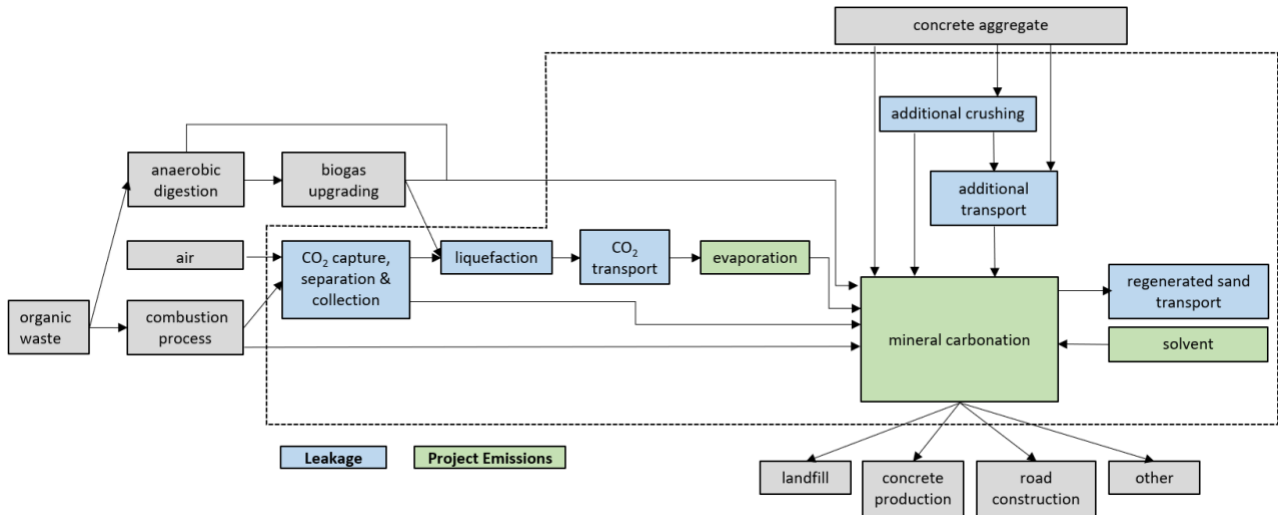 concrete aggregate
additional crushing
anaerobic
digestion
biogas
upgrading
additional
transport
air
CO₂ capture,
separation &
collection
liquefaction
CO₂
transport
evaporation
regenerated sand
transport
organic
waste
combustion
process
mineral carbonation
solvent
Leakage
Project Emissions
landfill
concrete
production
road
construction
other